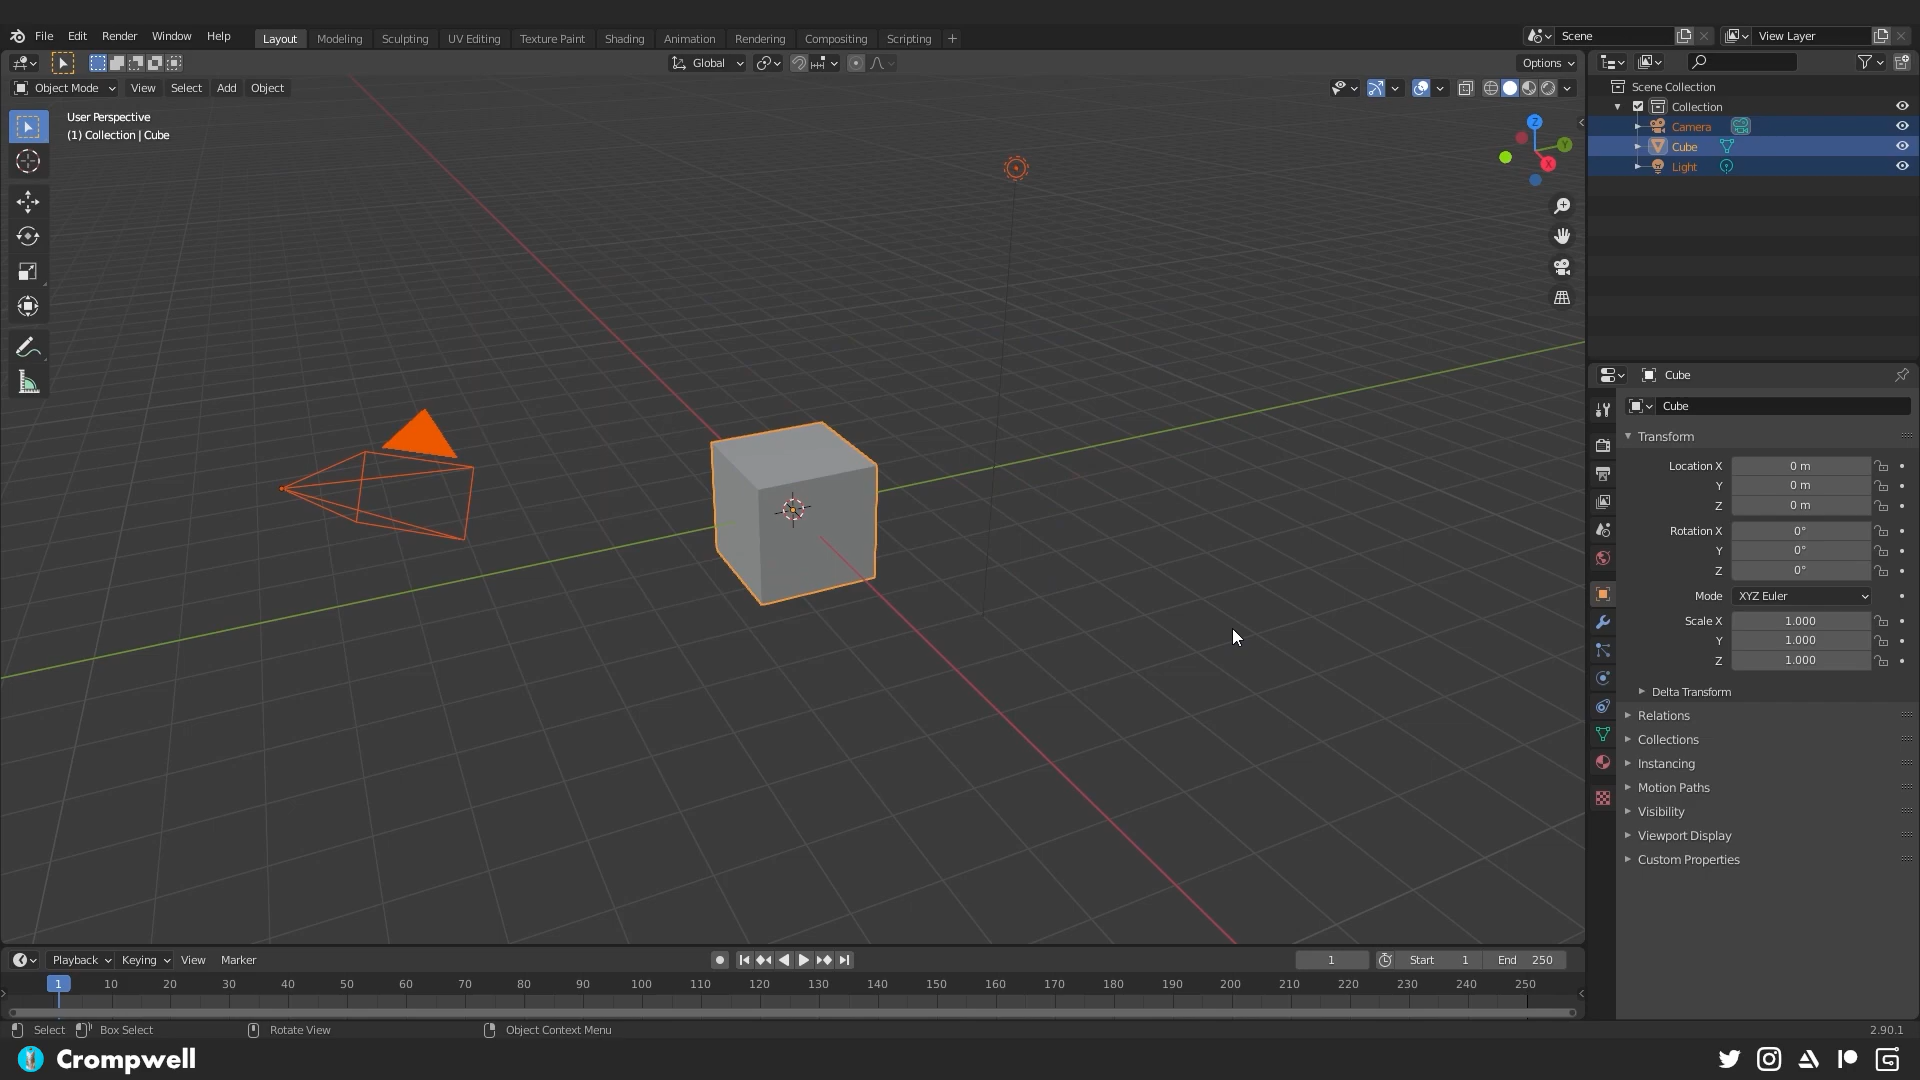 File Edit Render Window Help
Layout Modeling Sculpting UV Editing Texture Paint Shading Animation Rendering Compositing Scripting +
Scene
View Layer
Global
Options
Object Mode View Select Add Object
User Perspective
(1) Collection | Cube
Z
Y
X
Scene Collection
Collection
Camera
Cube
Light
Cube
Cube
Transform
Location X 0 m
Y 0 m
Z 0 m
Rotation X 0°
Y 0°
Z 0°
Mode XYZ Euler
Scale X 1.000
Y 1.000
Z 1.000
Delta Transform
Relations
Collections
Instancing
Motion Paths
Visibility
Viewport Display
Custom Properties
Playback Keying View Marker
1 Start 1 End 250
1 10 20 30 40 50 60 70 80 90 100 110 120 130 140 150 160 170 180 190 200 210 220 230 240 250
Select Box Select Rotate View Object Context Menu 2.90.1
Crompwell